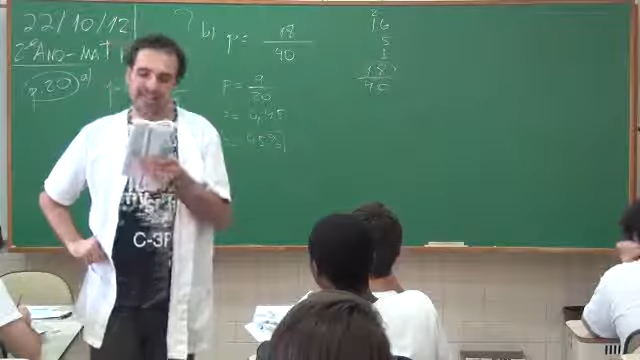 22/10/12
2º ANO - MAT
p.20 a)
b) P = 18
40
P = 9
20
= 0,45
= 45%
16
5
1
18
40
C-3P